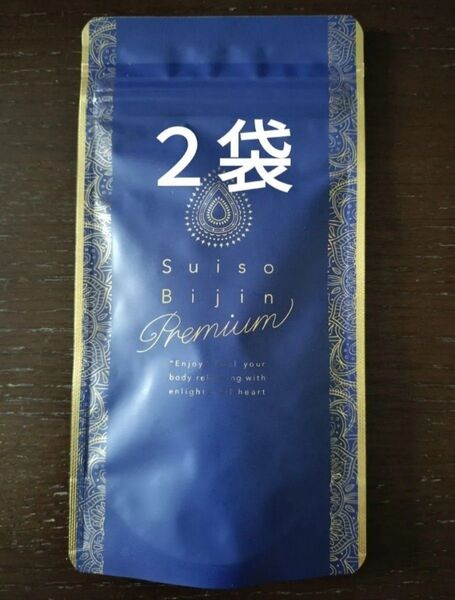 ２袋
Suiso
Bijin
Premium
"Enjoy your
body with
heart